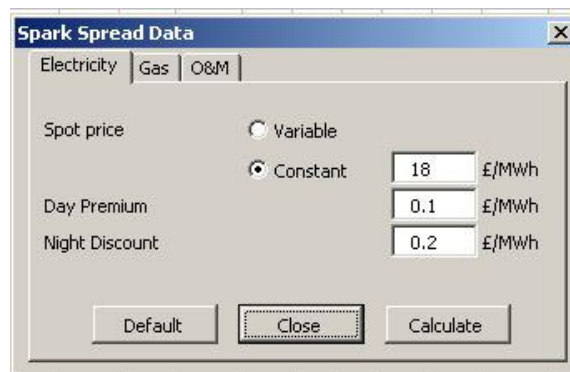 Spark Spread Data
Electricity Gas O&M
Spot price Variable
Constant 18 £/MWh
Day Premium 0.1 £/MWh
Night Discount 0.2 £/MWh
Default Close Calculate